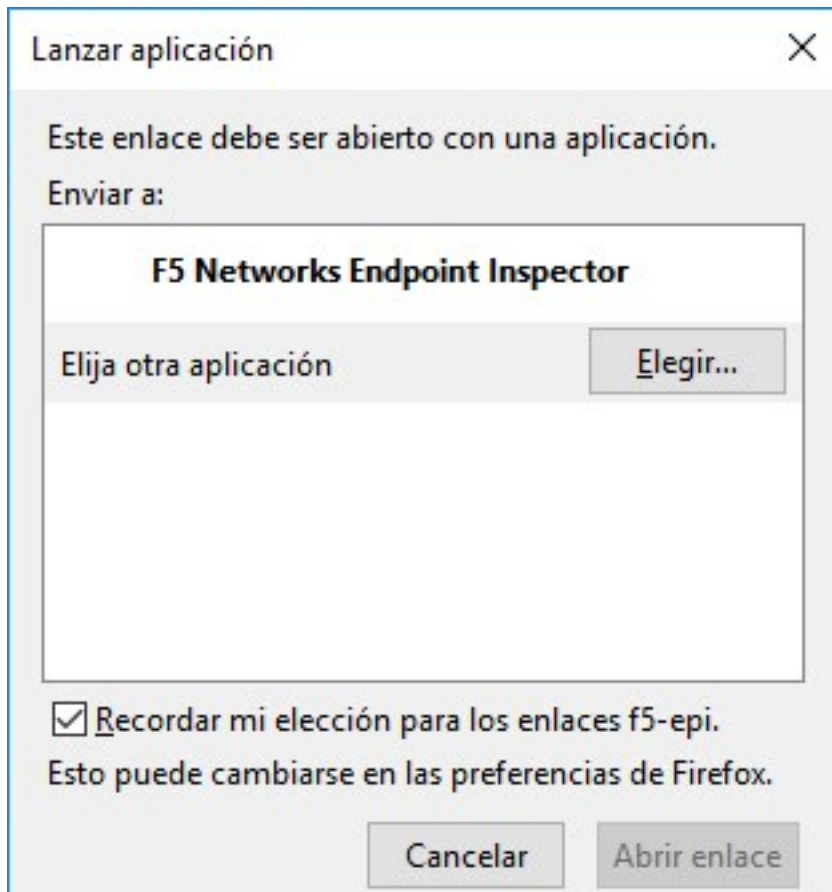 Lanzar aplicación
Este enlace debe ser abierto con una aplicación.
Enviar a:
F5 Networks Endpoint Inspector
Elija otra aplicación
Elegir...
Recordar mi elección para los enlaces f5-epi.
Esto puede cambiarse en las preferencias de Firefox.
Cancelar
Abrir enlace